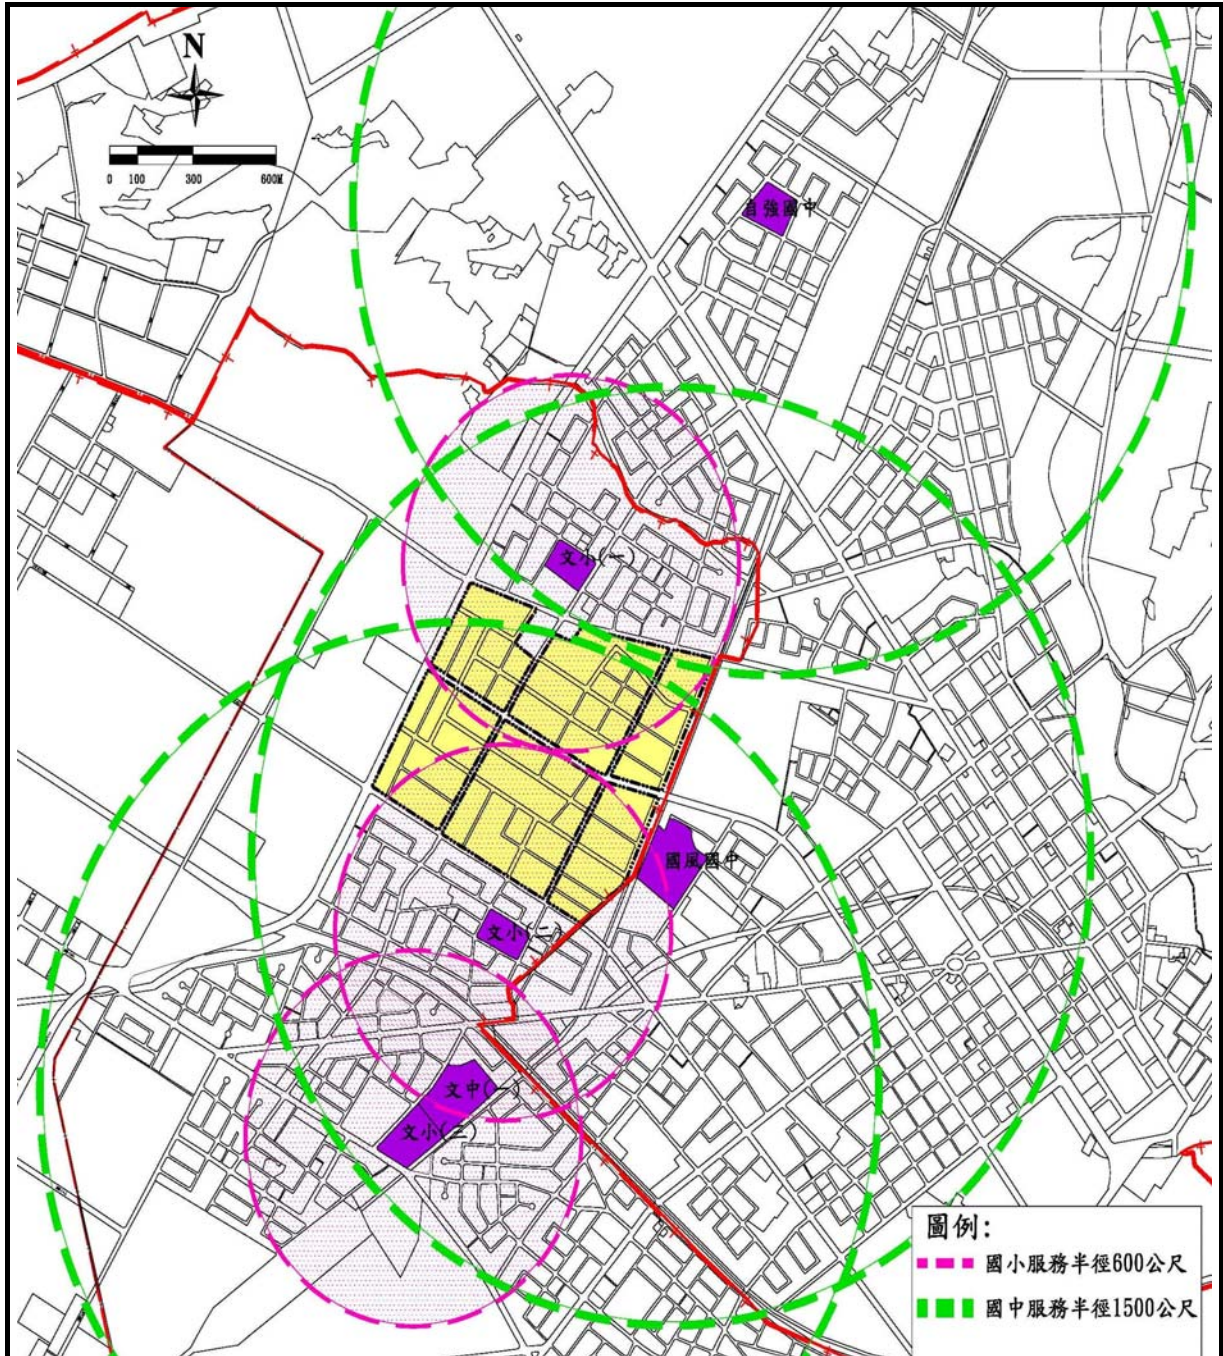 N
0 100 300 600M
自強國中
文小(一)
國風國中
文小(二)
文中(一)
文小(三)
圖例:
國小服務半徑600公尺
國中服務半徑1500公尺